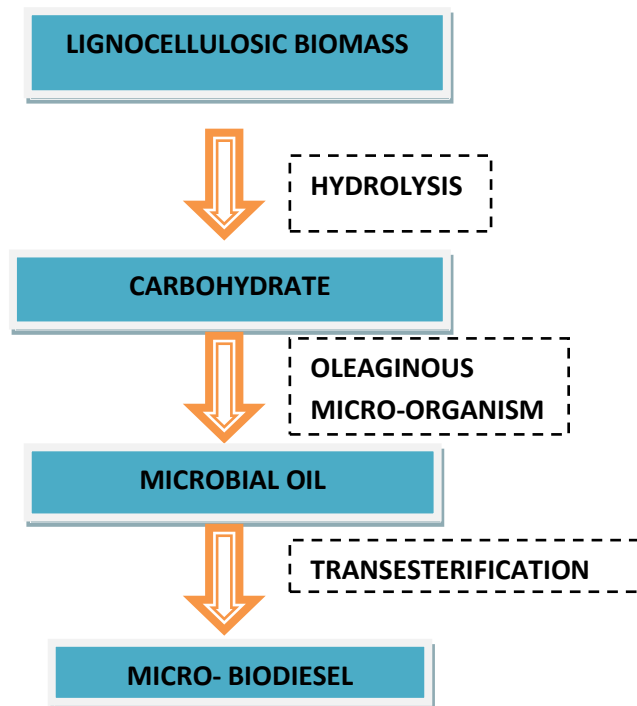 LIGNOCELLULOSIC BIOMASS
HYDROLYSIS
CARBOHYDRATE
OLEAGINOUS
MICRO-ORGANISM
MICROBIAL OIL
TRANSESTERIFICATION
MICRO- BIODIESEL